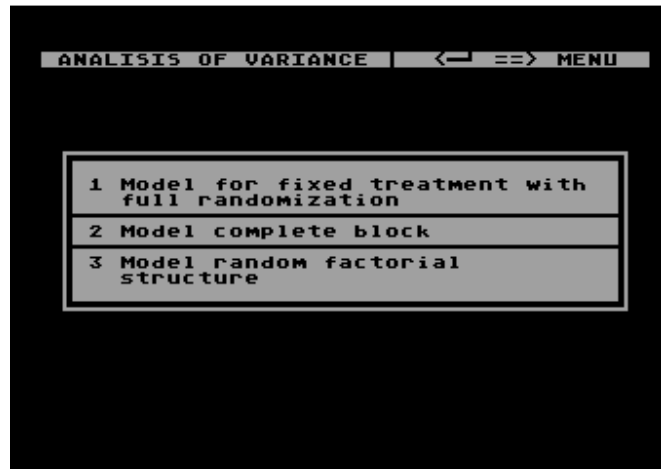 ANALISIS OF VARIANCE | <┘ ==> MENU
1 Model for fixed treatment with
full randomization
2 Model complete block
3 Model random factorial
structure